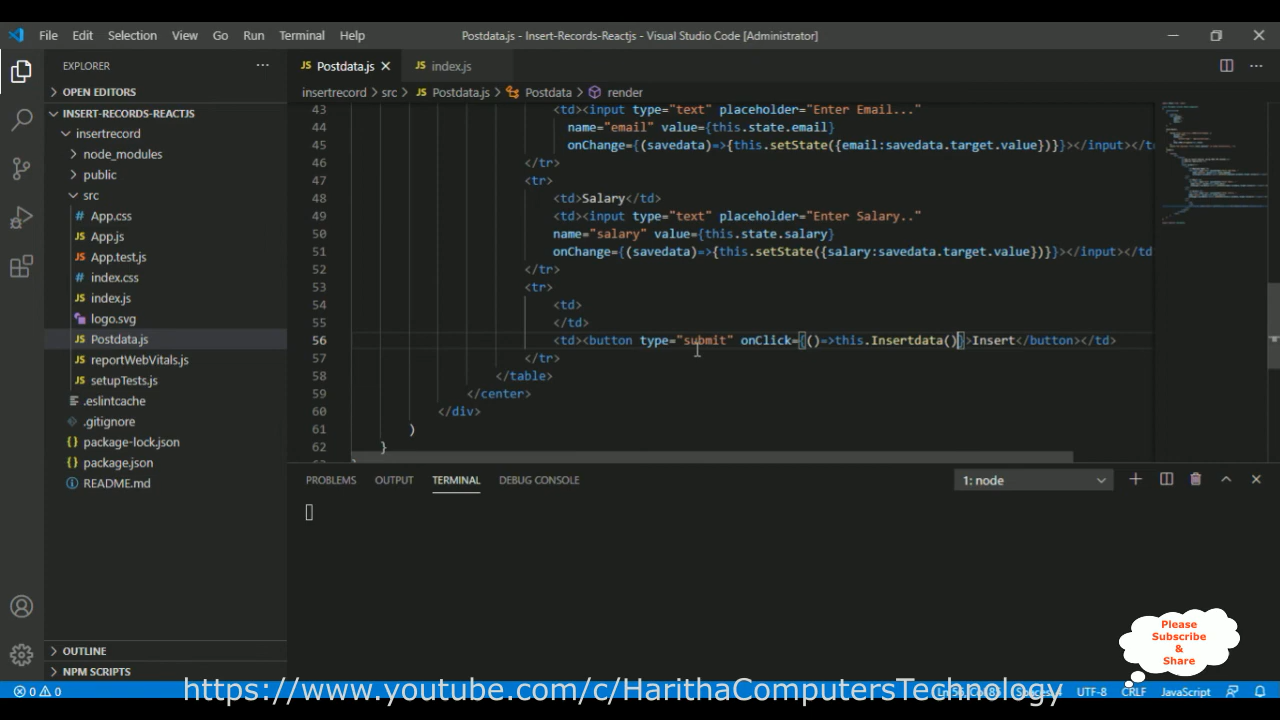 File Edit Selection View Go Run Terminal Help
Postdata.js - Insert-Records-Reactjs - Visual Studio Code [Administrator]
EXPLORER
OPEN EDITORS
INSERT-RECORDS-REACTJS
insertrecord
node_modules
public
src
App.css
App.js
App.test.js
index.css
index.js
logo.svg
Postdata.js
reportWebVitals.js
setupTests.js
.eslintcache
.gitignore
package-lock.json
package.json
README.md
OUTLINE
NPM SCRIPTS
JS Postdata.js
JS index.js
insertrecord > src > JS Postdata.js > Postdata > render
43 <td><input type="text" placeholder="Enter Email..."
44 name="email" value={this.state.email}
45 onChange={(savedata)=>{this.setState({email:savedata.target.value})}}></input></td
46 </tr>
47 <tr>
48 <td>Salary</td>
49 <td><input type="text" placeholder="Enter Salary.."
50 name="salary" value={this.state.salary}
51 onChange={(savedata)=>{this.setState({salary:savedata.target.value})}}></input></td
52 </tr>
53 <tr>
54 <td>
55 </td>
56 <td><button type="submit" onClick={()=>this.Insertdata()}>Insert</button></td>
57 </tr>
58 </table>
59 </center>
60 </div>
61 )
62 }
PROBLEMS OUTPUT TERMINAL DEBUG CONSOLE
1: node
Please
Subscribe
&
Share
0 0
https://www.youtube.com/c/HarithaComputersTechnology
UTF-8 CRLF JavaScript